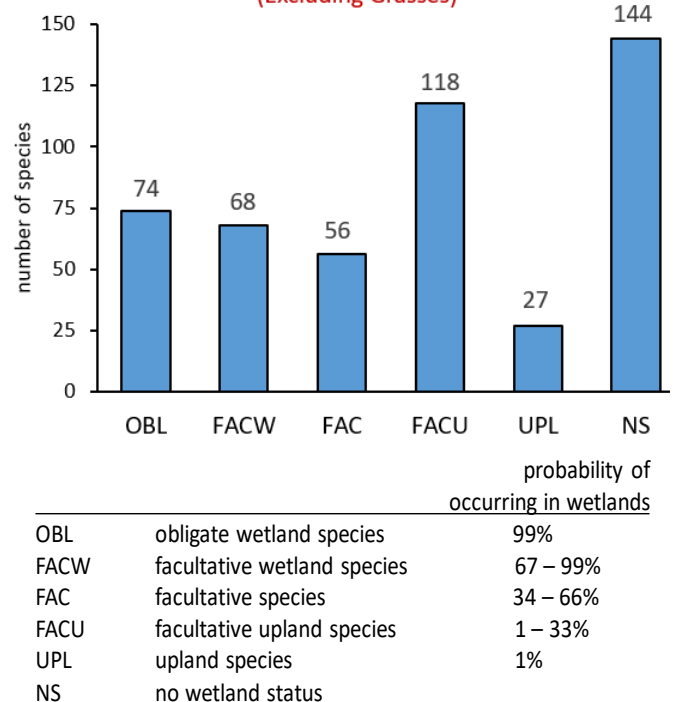 (Excluding Grasses)
number of species
150
125
100
75
50
25
0
74
68
56
118
27
144
OBL FACW FAC FACU UPL NS
probability of
occurring in wetlands
OBL obligate wetland species 99%
FACW facultative wetland species 67 – 99%
FAC facultative species 34 – 66%
FACU facultative upland species 1 – 33%
UPL upland species 1%
NS no wetland status